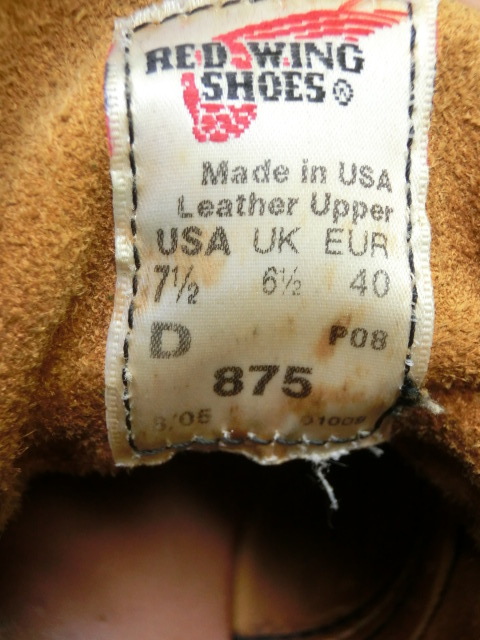 RED WING
SHOES®
Made in USA
Leather Upper
USA UK EUR
7½ 6½ 40
D P08
875